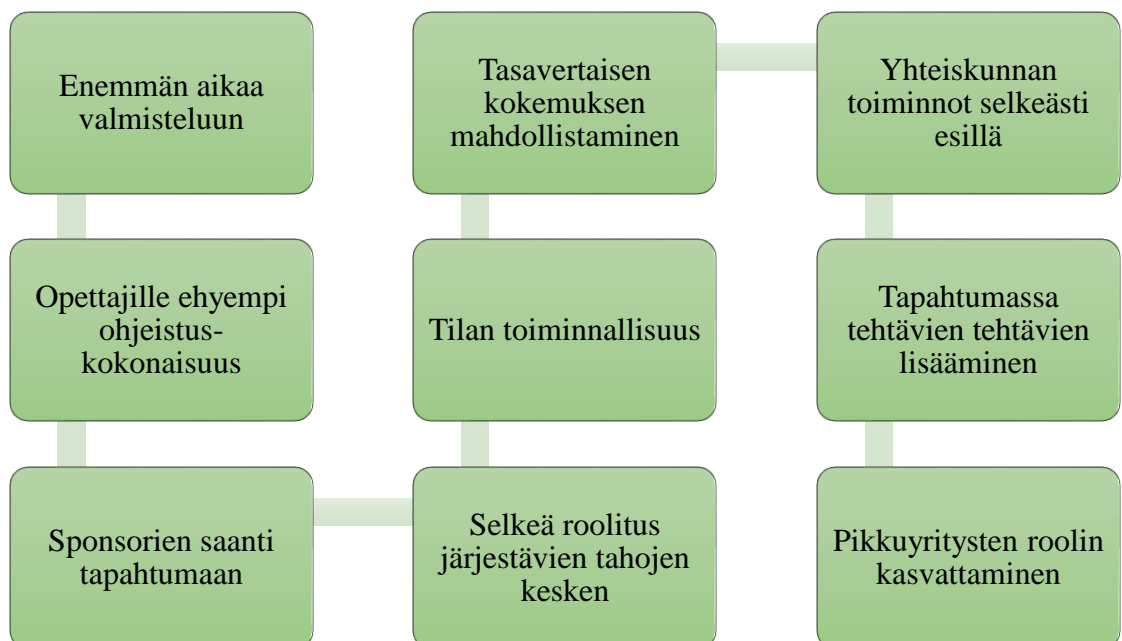 Enemmän aikaa
valmisteluun
Opettajille ehyempi
ohjeistus-
kokonaisuus
Sponsorien saanti
tapahtumaan
Selkeä roolitus
järjestävien tahojen
kesken
Tilan toiminnallisuus
Tasavertaisen
kokemuksen
mahdollistaminen
Yhteiskunnan
toiminnot selkeästi
esillä
Tapahtumassa
tehtävien tehtävien
lisääminen
Pikkuyritysten roolin
kasvattaminen